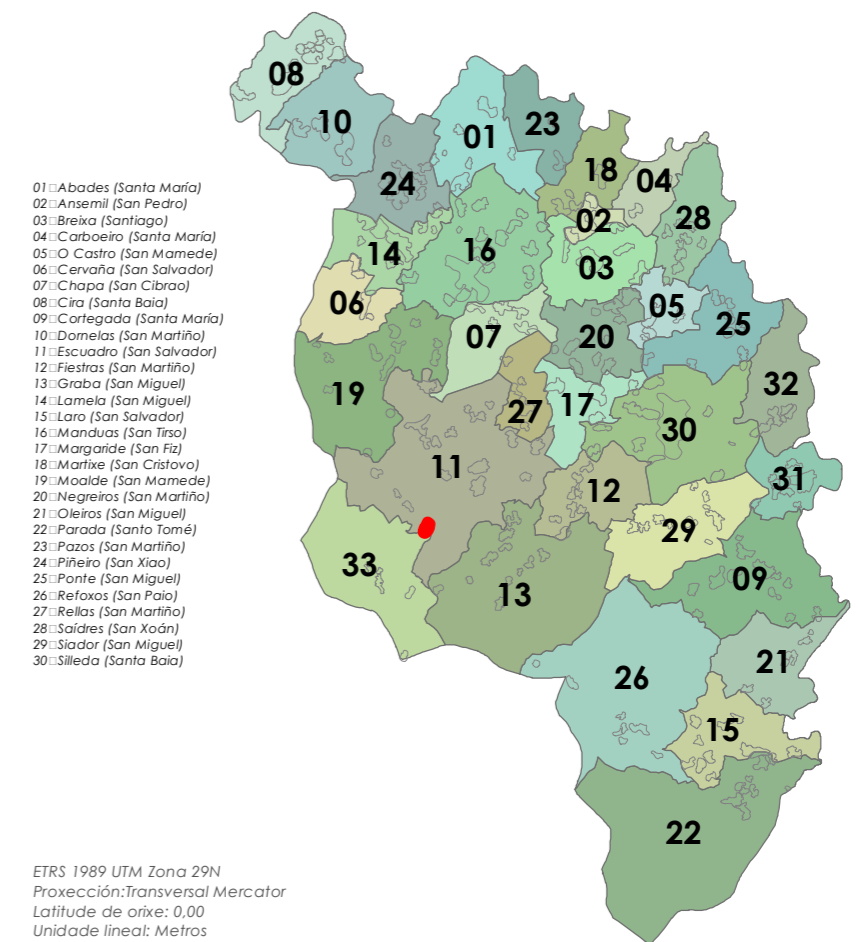 08
10
01
23
24
18
04
02
28
14
16
03
06
05
25
07
20
32
19
27
17
30
11
31
12
29
33
13
09
26
21
15
22
01□Abades (Santa María)
02□Ansemil (San Pedro)
03□Breixa (Santiago)
04□Carboeiro (Santa María)
05□O Castro (San Mamede)
06□Cervaña (San Salvador)
07□Chapa (San Cibrao)
08□Cira (Santa Baia)
09□Cortegada (Santa María)
10□Dornelas (San Martiño)
11□Escuadro (San Salvador)
12□Fiestras (San Martiño)
13□Graba (San Miguel)
14□Lamela (San Miguel)
15□Laro (San Salvador)
16□Manduas (San Tirso)
17□Margaride (San Fiz)
18□Martixe (San Cristovo)
19□Moalde (San Mamede)
20□Negreiros (San Martiño)
21□Oleiros (San Miguel)
22□Parada (Santo Tomé)
23□Pazos (San Martiño)
24□Piñeiro (San Xiao)
25□Ponte (San Miguel)
26□Refoxos (San Paio)
27□Rellas (San Martiño)
28□Saídres (San Xoán)
29□Siador (San Miguel)
30□Silleda (Santa Baia)
ETRS 1989 UTM Zona 29N
Proxección:Transversal Mercator
Latitude de orixe: 0,00
Unidade lineal: Metros